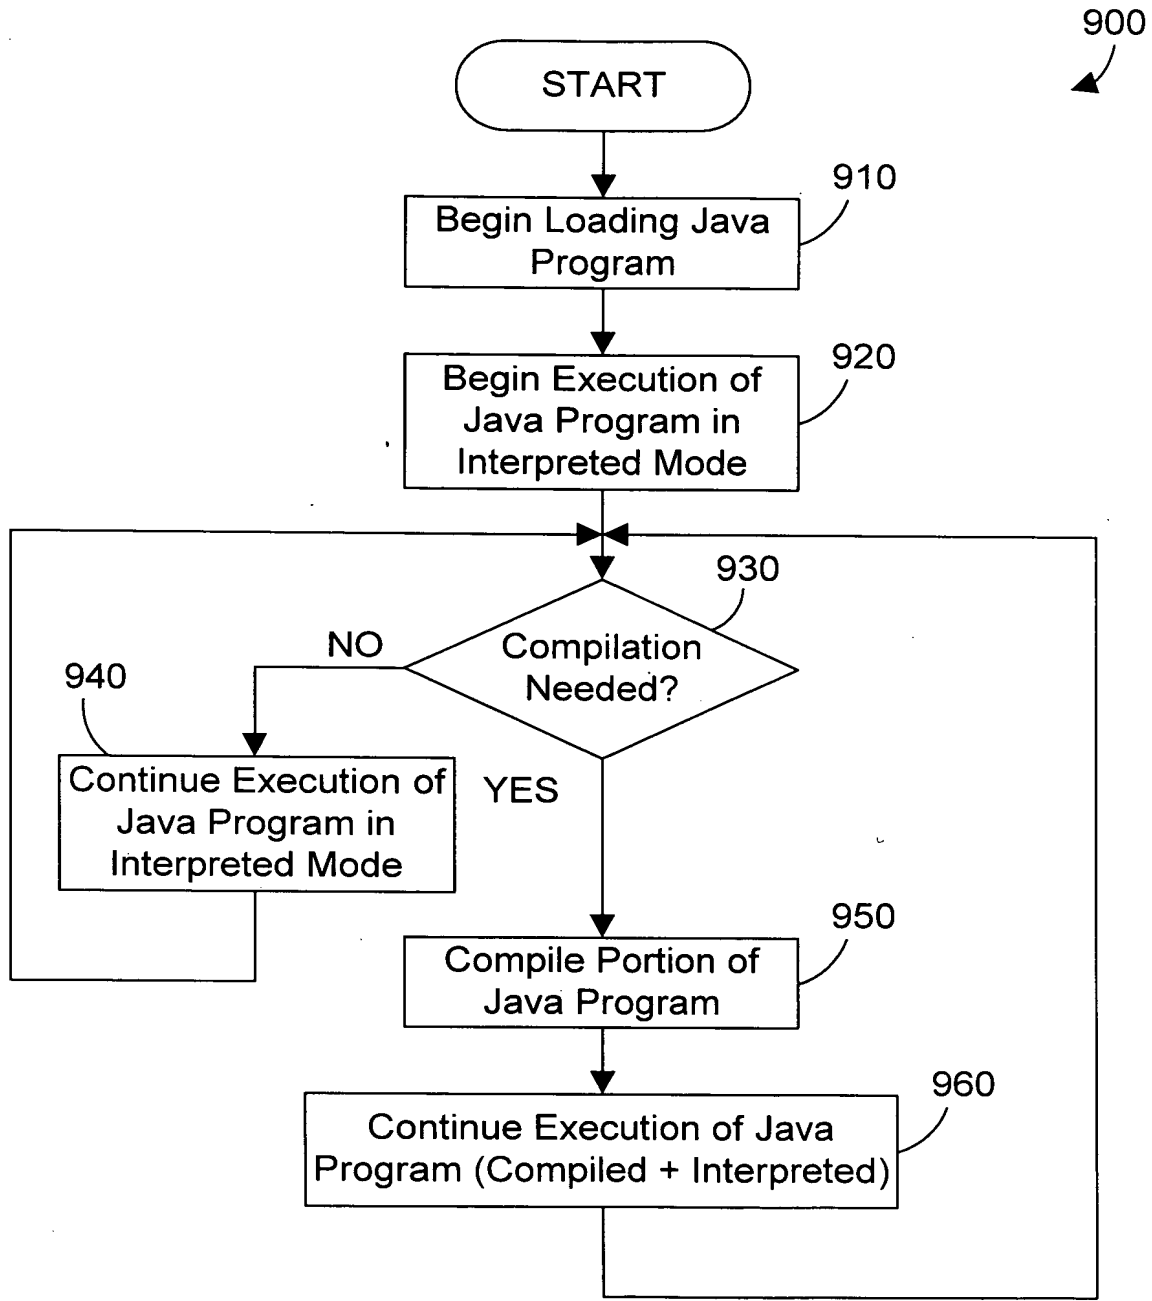 900
START
910
Begin Loading Java
Program
920
Begin Execution of
Java Program in
Interpreted Mode
930
Compilation
Needed?
NO
940
Continue Execution of
Java Program in
Interpreted Mode
YES
950
Compile Portion of
Java Program
960
Continue Execution of Java
Program (Compiled + Interpreted)